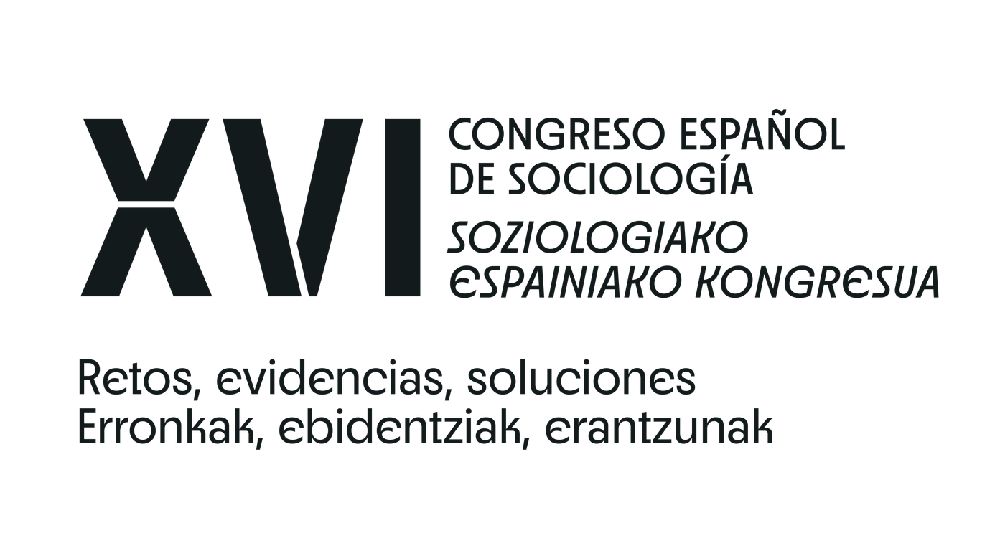 XVI
CONGRESO ESPAÑOL
DE SOCIOLOGÍA
SOZIOLOGIAKO
ESPAINIAKO KONGRESUA
Retos, evidencias, soluciones
Erronkak, ebidentziak, erantzunak